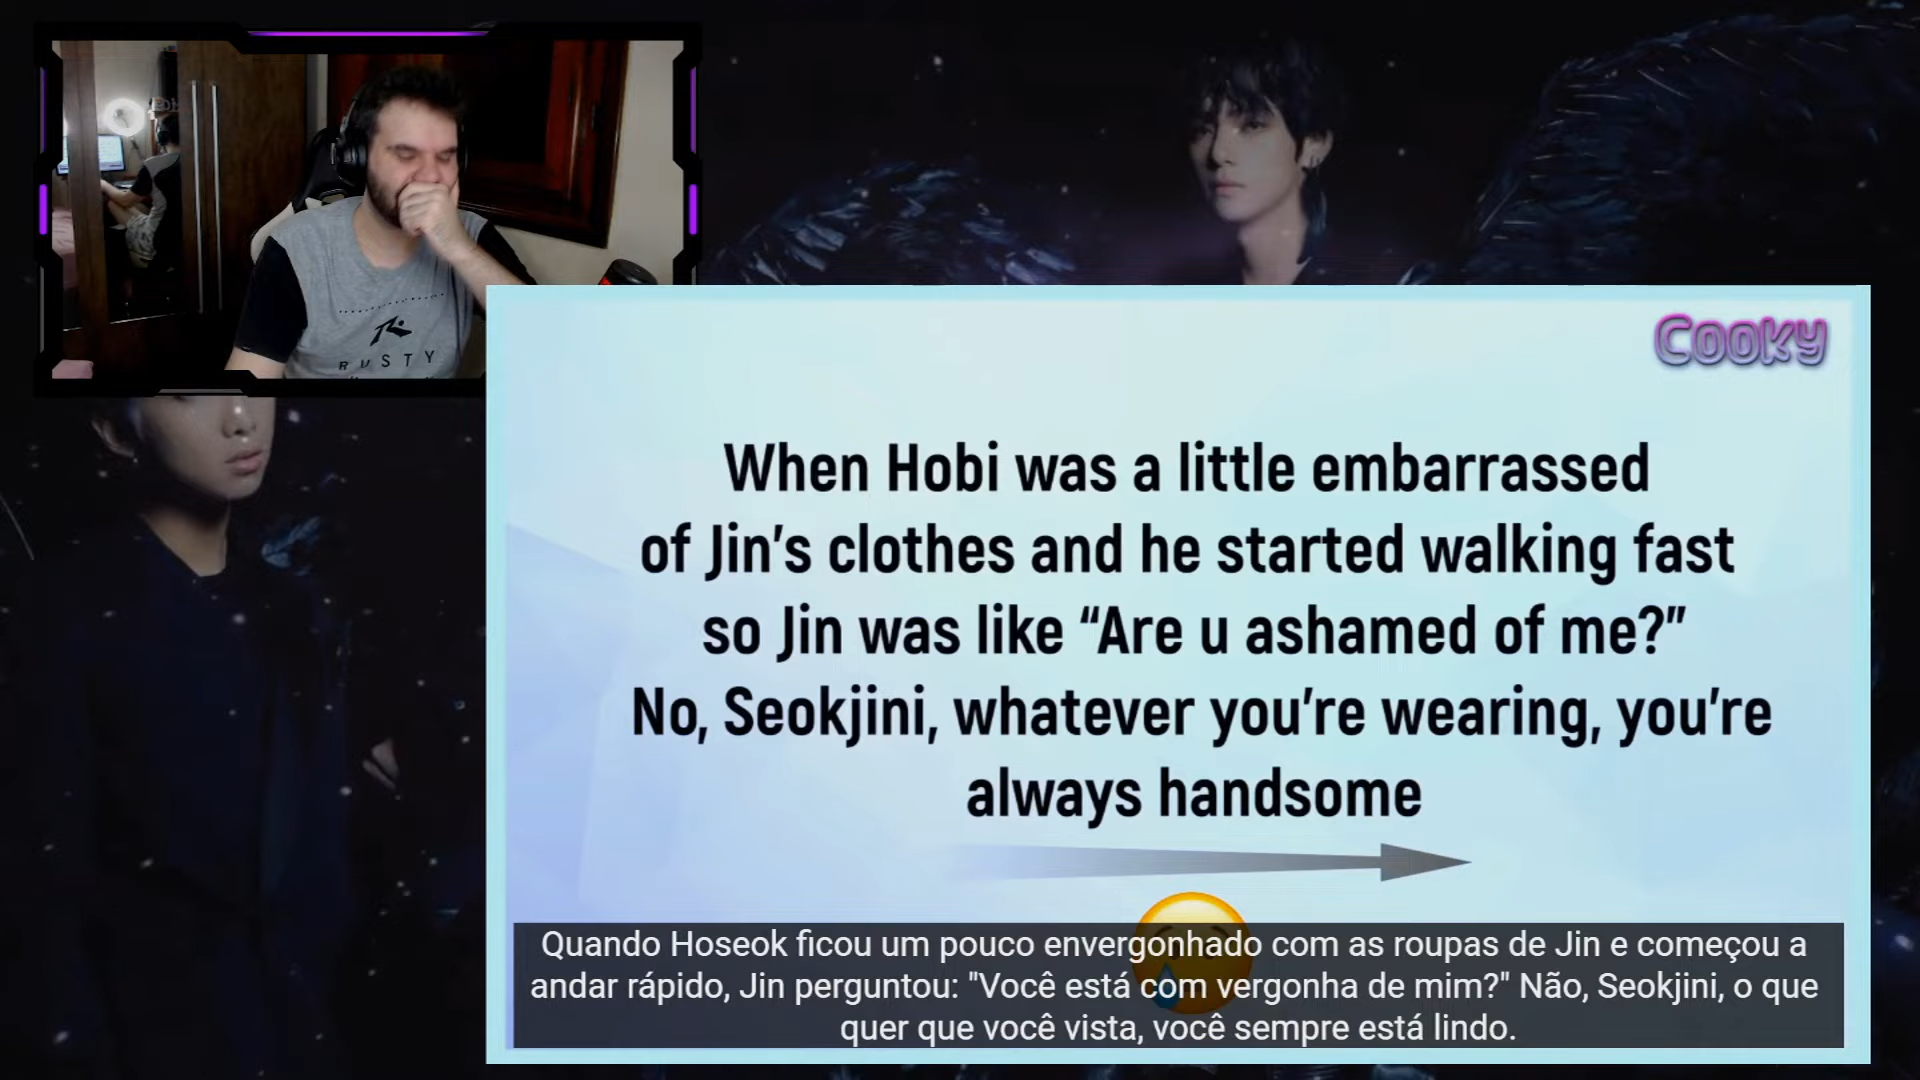 RUSTY
Cooky
When Hobi was a little embarrassed
of Jin's clothes and he started walking fast
so Jin was like “Are u ashamed of me?”
No, Seokjini, whatever you're wearing, you're
always handsome
Quando Hoseok ficou um pouco envergonhado com as roupas de Jin e começou a
andar rápido, Jin perguntou: "Você está com vergonha de mim?" Não, Seokjini, o que
quer que você vista, você sempre está lindo.